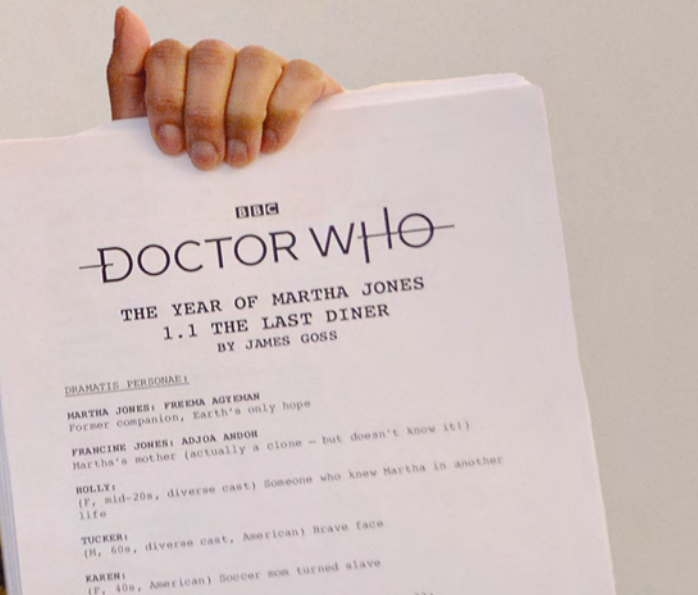 BBC
DOCTOR WHO
THE YEAR OF MARTHA JONES
1.1 THE LAST DINER
BY JAMES GOSS
DRAMATIS PERSONAE:
MARTHA JONES: FREEMA AGYEMAN
Former companion, Earth's only hope
FRANCINE JONES: ADJOA ANDOH
Martha's mother (actually a clone – but doesn't know it!)
HOLLY:
(F, mid-20s, diverse cast) Someone who knew Martha in another
life
TUCKER:
(M, 60s, diverse cast, American) Brave face
KAREN:
(F, 40s, American) Soccer mom turned slave